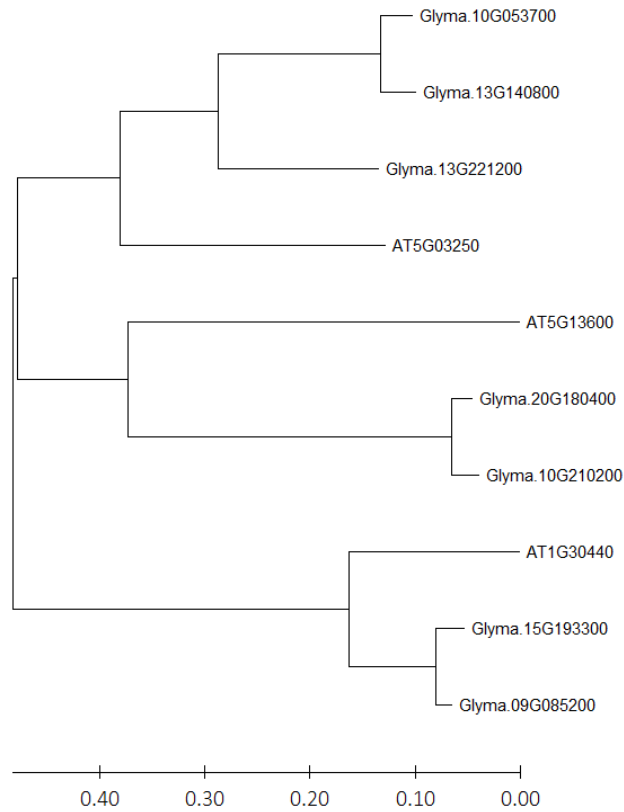 Glyma.10G053700
Glyma.13G140800
Glyma.13G221200
AT5G03250
AT5G13600
Glyma.20G180400
Glyma.10G210200
AT1G30440
Glyma.15G193300
Glyma.09G085200
0.40 0.30 0.20 0.10 0.00